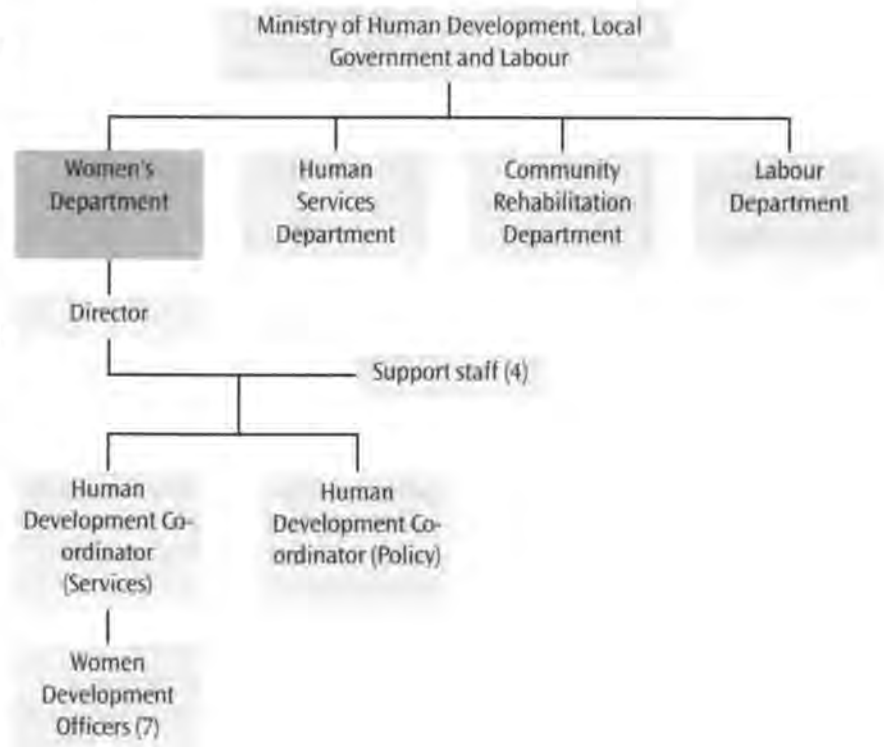 Ministry of Human Development, Local
Government and Labour
Women's
Department
Human
Services
Department
Community
Rehabilitation
Department
Labour
Department
Director
Support staff (4)
Human
Development Co-
ordinator
(Services)
Human
Development Co-
ordinator (Policy)
Women
Development
Officers (7)